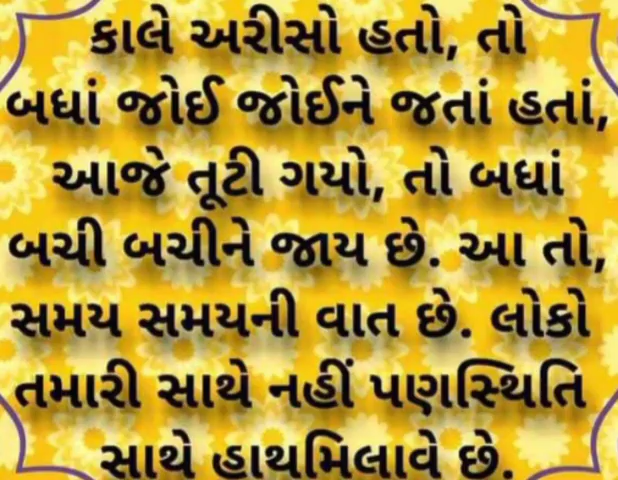 કાલે અરીસો હતો, તો
બધાં જોઈ જોઈને જતાં હતાં,
આજે તૂટી ગયો, તો બધાં
બચી બચીને જાય છે. આ તો,
સમય સમયની વાત છે. લોકો
તમારી સાથે નહીં પણસ્થિતિ
સાથે હાથમિલાવે છે.